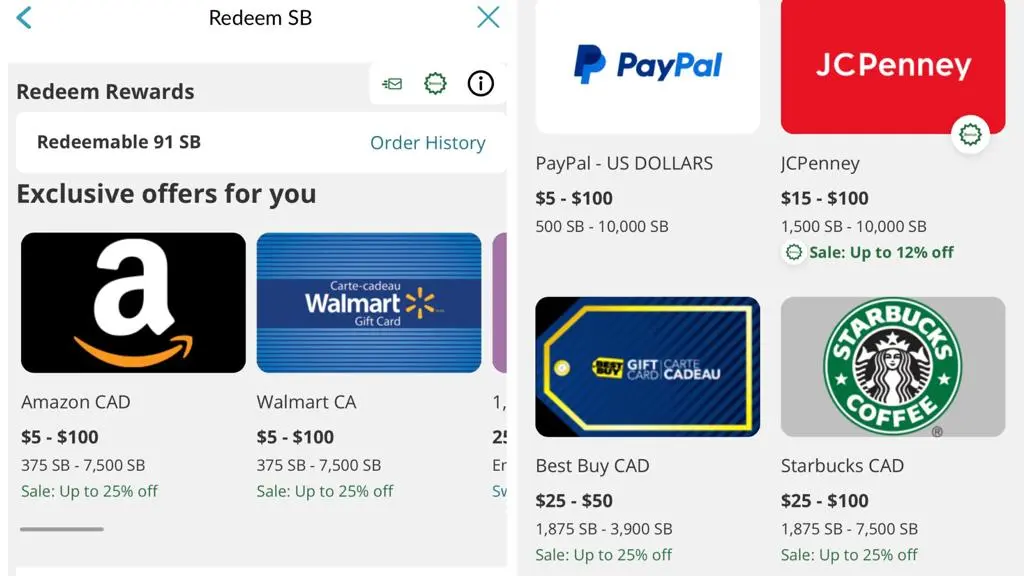 Redeem SB
Redeem Rewards
Redeemable 91 SB
Order History
Exclusive offers for you
a
Carte-cadeau
Walmart
Gift Card
Amazon CAD
Walmart CA
1,
$5 - $100
$5 - $100
25
375 SB - 7,500 SB
375 SB - 7,500 SB
Er
Sale: Up to 25% off
Sale: Up to 25% off
Sw
PayPal
JCPenney
PayPal - US DOLLARS
JCPenney
$5 - $100
$15 - $100
500 SB - 10,000 SB
1,500 SB - 10,000 SB
Sale: Up to 12% off
BEST BUY
GIFT CARD
CARTE CADEAU
STARBUCKS
COFFEE
®
Best Buy CAD
Starbucks CAD
$25 - $50
$25 - $100
1,875 SB - 3,900 SB
1,875 SB - 7,500 SB
Sale: Up to 25% off
Sale: Up to 25% off